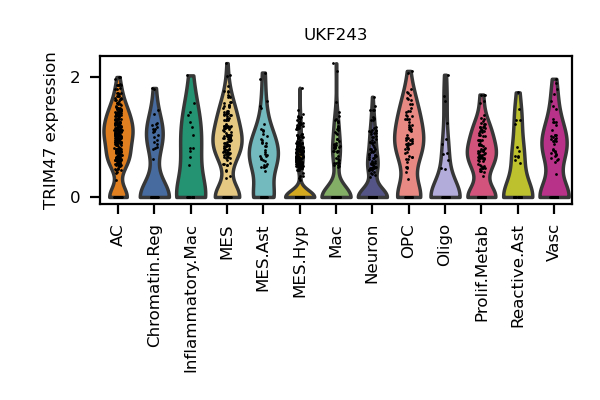 UKF243
TRIM47 expression
2
0
AC
Chromatin.Reg
Inflammatory.Mac
MES
MES.Ast
MES.Hyp
Mac
Neuron
OPC
Oligo
Prolif.Metab
Reactive.Ast
Vasc